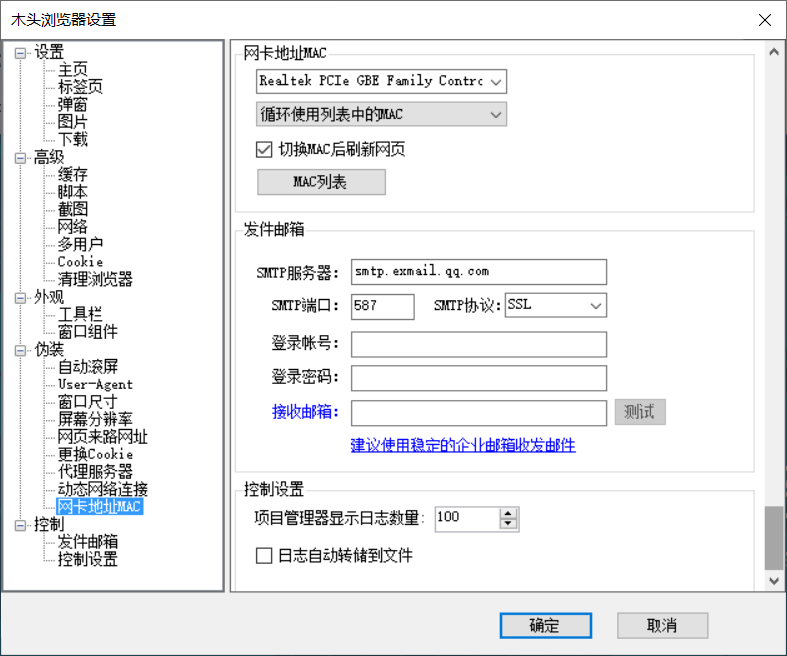 木头浏览器设置
设置
主页
标签页
弹窗
图片
下载
高级
缓存
脚本
截图
网络
多用户
Cookie
清理浏览器
外观
工具栏
窗口组件
伪装
自动滚屏
User-Agent
窗口尺寸
屏幕分辨率
网页来路网址
更换Cookie
代理服务器
动态网络连接
网卡地址MAC
控制
发件邮箱
控制设置
网卡地址MAC
Realtek PCIe GBE Family Contro
循环使用列表中的MAC
切换MAC后刷新网页
MAC列表
发件邮箱
SMTP服务器: smtp.exmail.qq.com
SMTP端口: 587 SMTP协议: SSL
登录帐号:
登录密码:
接收邮箱: 测试
建议使用稳定的企业邮箱收发邮件
控制设置
项目管理器显示日志数量: 100
日志自动转储到文件
确定 取消